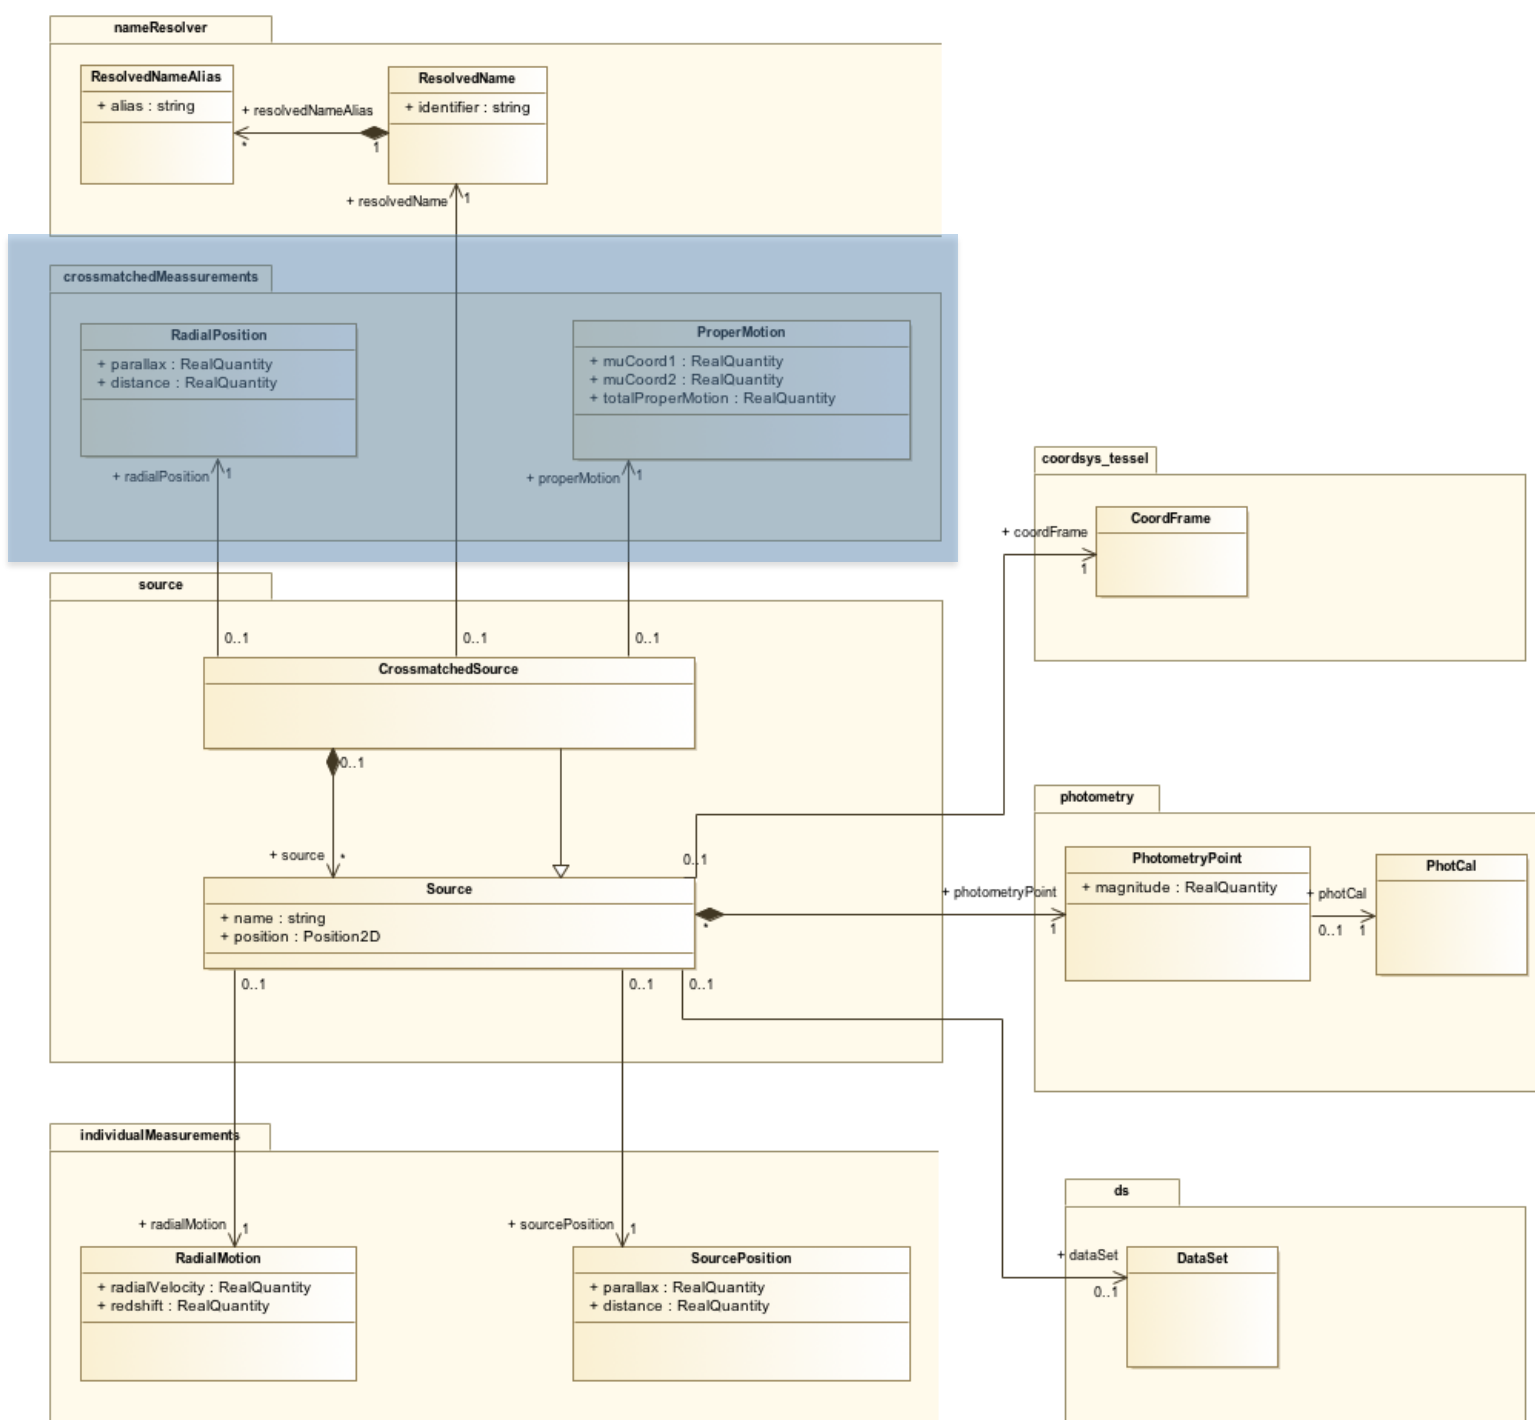 nameResolver
ResolvedNameAlias
+ alias : string
+ resolvedNameAlias
*
1
ResolvedName
+ identifier : string
+ resolvedName
1
crossmatchedMeassurements
RadialPosition
+ parallax : RealQuantity
+ distance : RealQuantity
+ radialPosition
1
ProperMotion
+ muCoord1 : RealQuantity
+ muCoord2 : RealQuantity
+ totalProperMotion : RealQuantity
+ properMotion
1
coordsys_tessel
CoordFrame
+ coordFrame
1
source
0..1
0..1
0..1
CrossmatchedSource
0..1
+ source
*
0..1
Source
+ name : string
+ position : Position2D
0..1
0..1
0..1
*
+ photometryPoint
1
photometry
PhotometryPoint
+ magnitude : RealQuantity
+ photCal
0..1
1
PhotCal
individualMeasurements
+ radialMotion
1
RadialMotion
+ radialVelocity : RealQuantity
+ redshift : RealQuantity
+ sourcePosition
1
SourcePosition
+ parallax : RealQuantity
+ distance : RealQuantity
ds
+ dataSet
0..1
DataSet